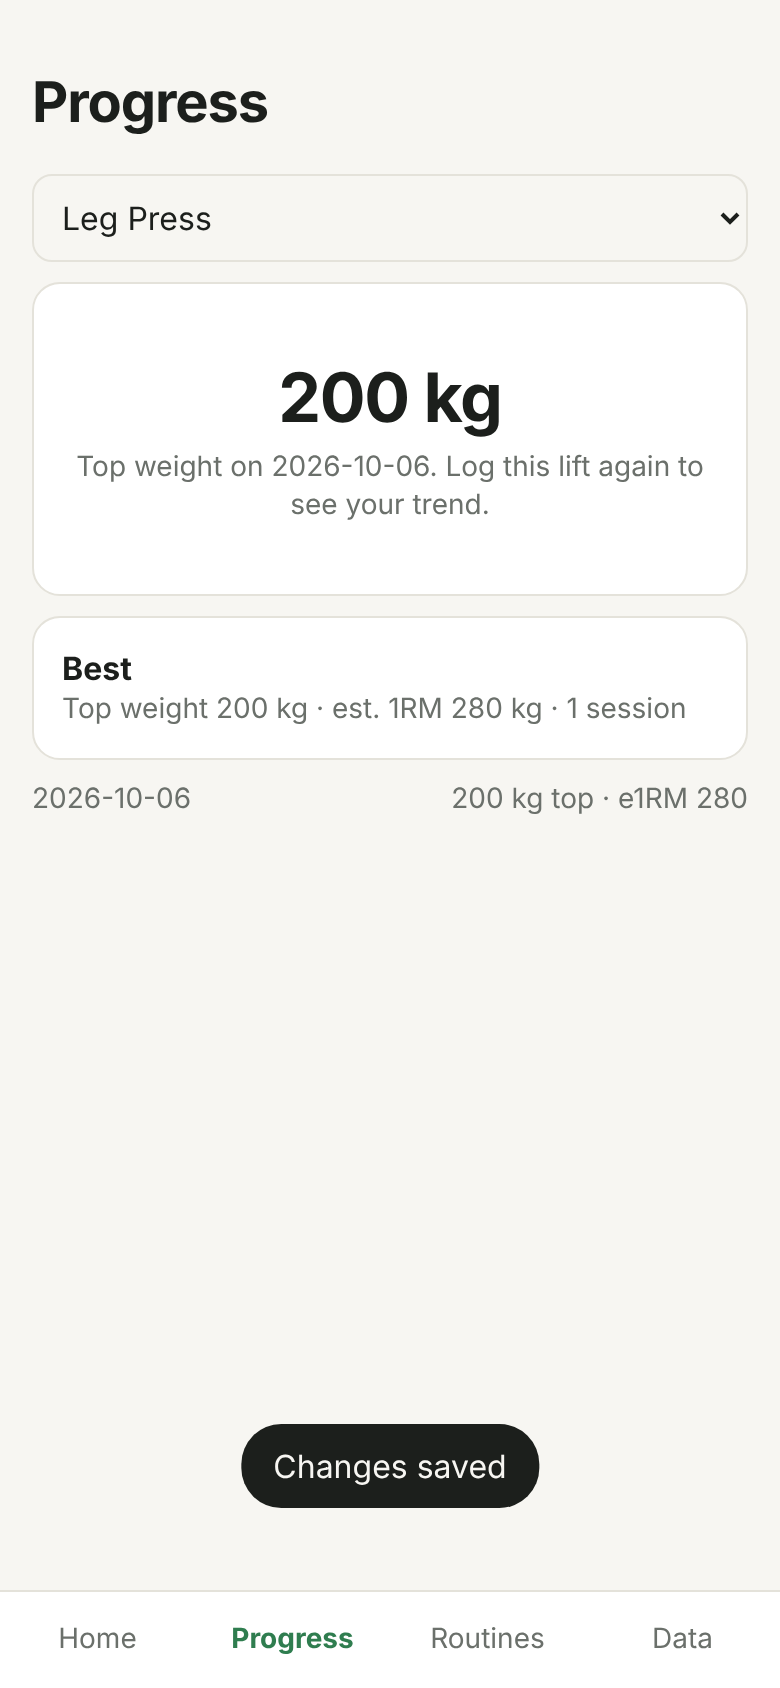 Progress
Leg Press
200 kg
Top weight on 2026-10-06. Log this lift again to
see your trend.
Best
Top weight 200 kg · est. 1RM 280 kg · 1 session
2026-10-06 200 kg top · e1RM 280
Changes saved
Home Progress Routines Data